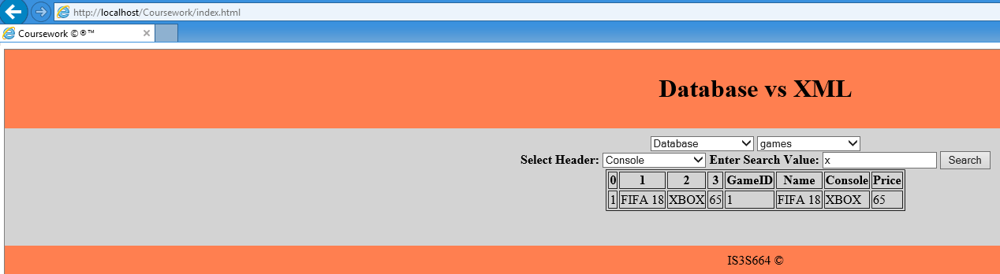 http://localhost/Coursework/index.html
Coursework ©®™
Database vs XML
Database games
Select Header: Console Enter Search Value: x Search
0 1 2 3 GameID Name Console Price
1 FIFA 18 XBOX 65 1 FIFA 18 XBOX 65
IS3S664 ©